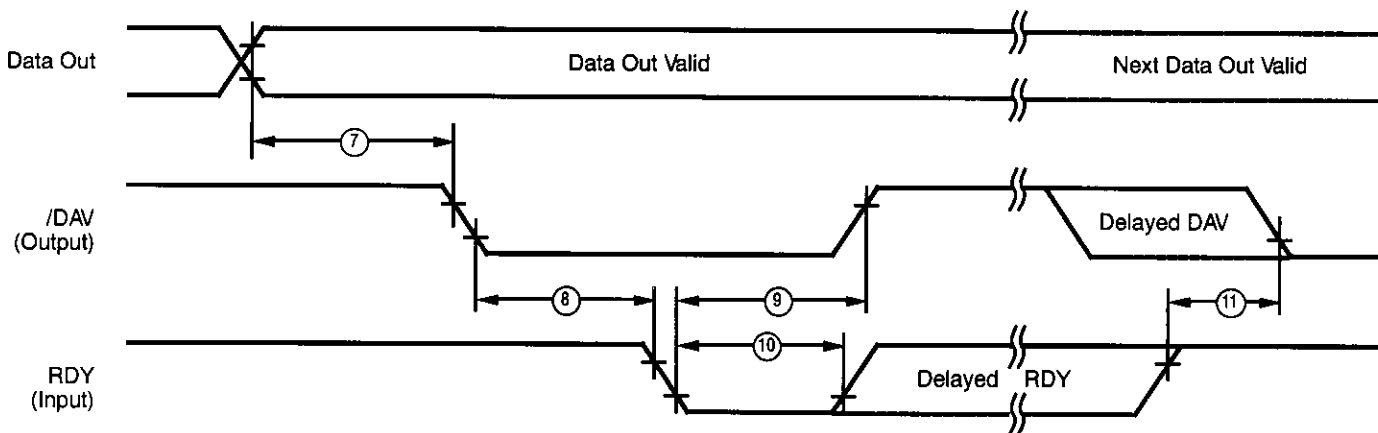 Data Out
Data Out Valid
Next Data Out Valid
7
/DAV
(Output)
Delayed DAV
8
9
11
10
RDY
(Input)
Delayed RDY